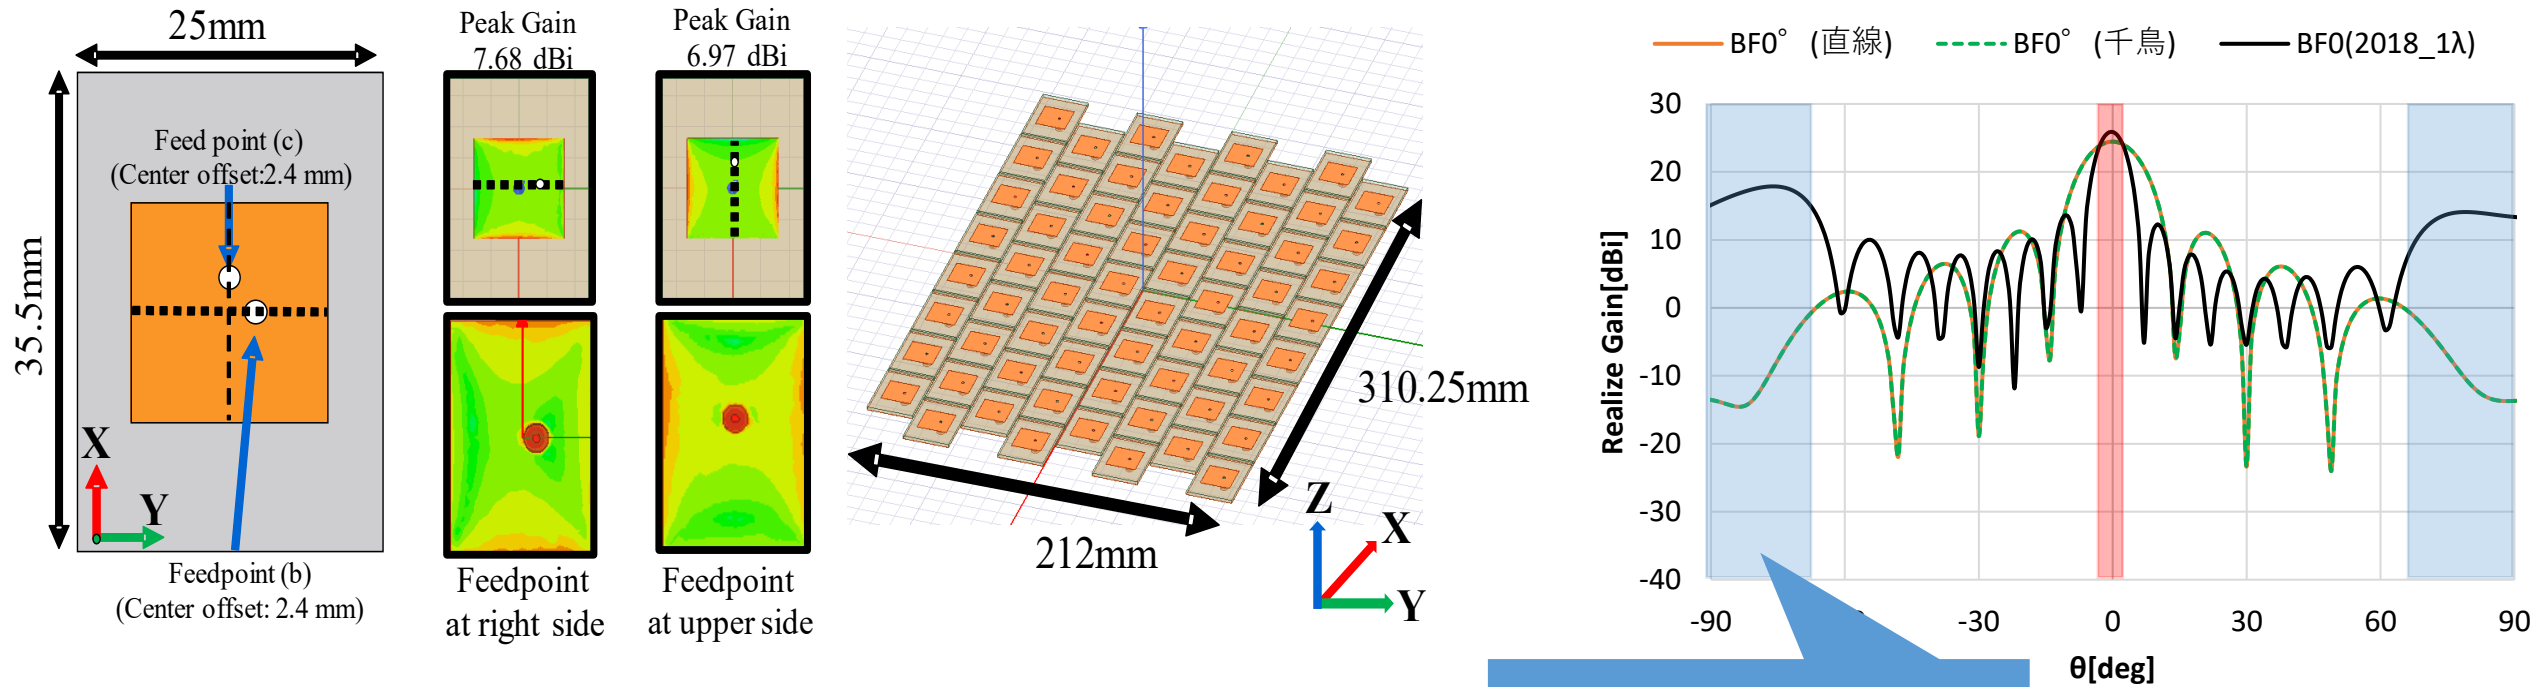 25mm
35.5mm
Feed point (c)
(Center offset:2.4 mm)
X
Y
Feedpoint (b)
(Center offset: 2.4 mm)
Peak Gain
7.68 dBi
Feedpoint
at right side
Peak Gain
6.97 dBi
Feedpoint
at upper side
310.25mm
212mm
Z
X
Y
BF0° (直線)
BF0° (千鳥)
BF0(2018_1λ)
Realize Gain[dBi]
30
20
10
0
-10
-20
-30
-40
-90
-30
0
30
60
90
θ[deg]